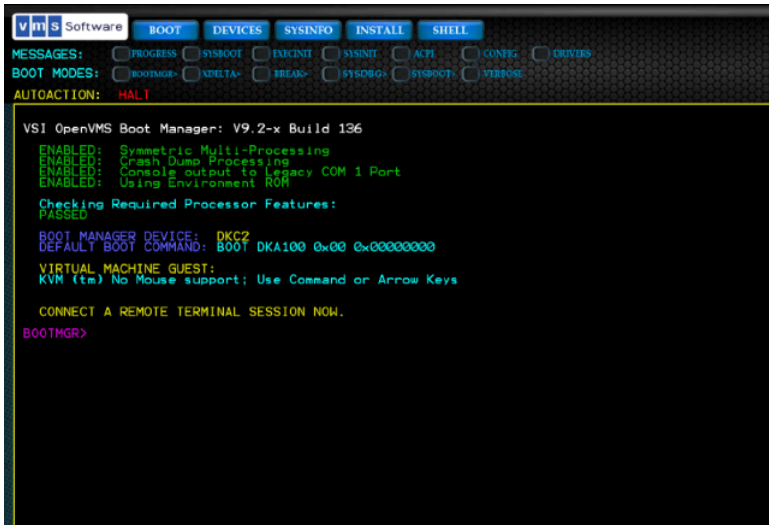 vms Software BOOT DEVICES SYSINFO INSTALL SHELL
MESSAGES: PROGRESS SYSBOOT EXECINIT SYSINIT ACPI CONFIG DRIVERS
BOOT MODES: BOOTMGR> XDELTA> BREAK> SYSDBG> SYSBOOT> VERBOSE
AUTOACTION: HALT
VSI OpenVMS Boot Manager: V9.2-x Build 136
ENABLED: Symmetric Multi-Processing
ENABLED: Crash Dump Processing
ENABLED: Console output to Legacy COM 1 Port
ENABLED: Using Environment ROM
Checking Required Processor Features:
PASSED
BOOT MANAGER DEVICE: DKC2
DEFAULT BOOT COMMAND: BOOT DKA100 0x00 0x00000000
VIRTUAL MACHINE GUEST:
KVM (tm) No Mouse support; Use Command or Arrow Keys
CONNECT A REMOTE TERMINAL SESSION NOW.
BOOTMGR>